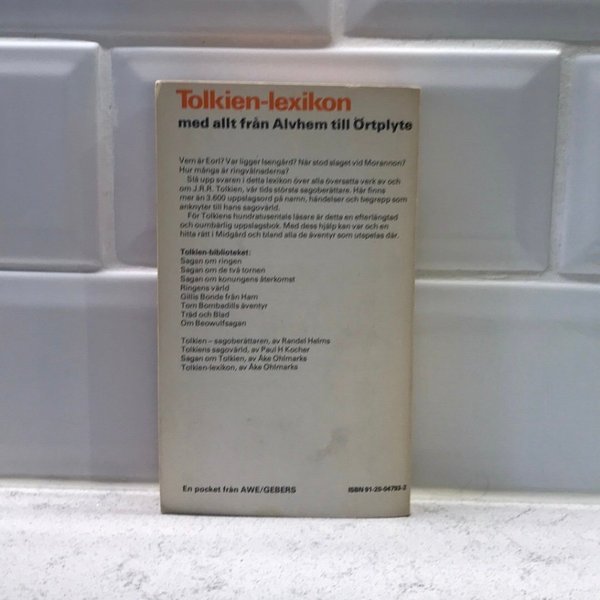 Tolkien-lexikon
med allt från Alvhem till Örtplyte
Vem är Eorl? Var ligger Isengård? När stod slaget vid Morannon?
Hur många är ringvålnaderna?
Slå upp svaren i detta lexikon över alla översatta verk av och
om J.R.R. Tolkien, vår tids största sagoberättare. Här finns
mer än 3.600 uppslagsord på namn, händelser och begrepp som
anknyter till hans sagovärld.
För Tolkiens hundratusentals läsare är detta en efterlängtad
och oumbärlig uppslagsbok. Med dess hjälp kan var och en
hitta rätt i Midgård och bland alla de äventyr som utspelas där.
Tolkien-biblioteket:
Sagan om ringen
Sagan om de två tornen
Sagan om konungens återkomst
Ringens värld
Gillis Bonde från Ham
Tom Bombadills äventyr
Träd och Blad
Om Beowulfsagan
Tolkien – sagoberättaren, av Randel Helms
Tolkiens sagovärld, av Paul H Kocher
Sagan om Tolkien, av Åke Ohlmarks
Tolkien-lexikon, av Åke Ohlmarks
En pocket från AWE/GEBERS
ISBN 91-20-04793-2